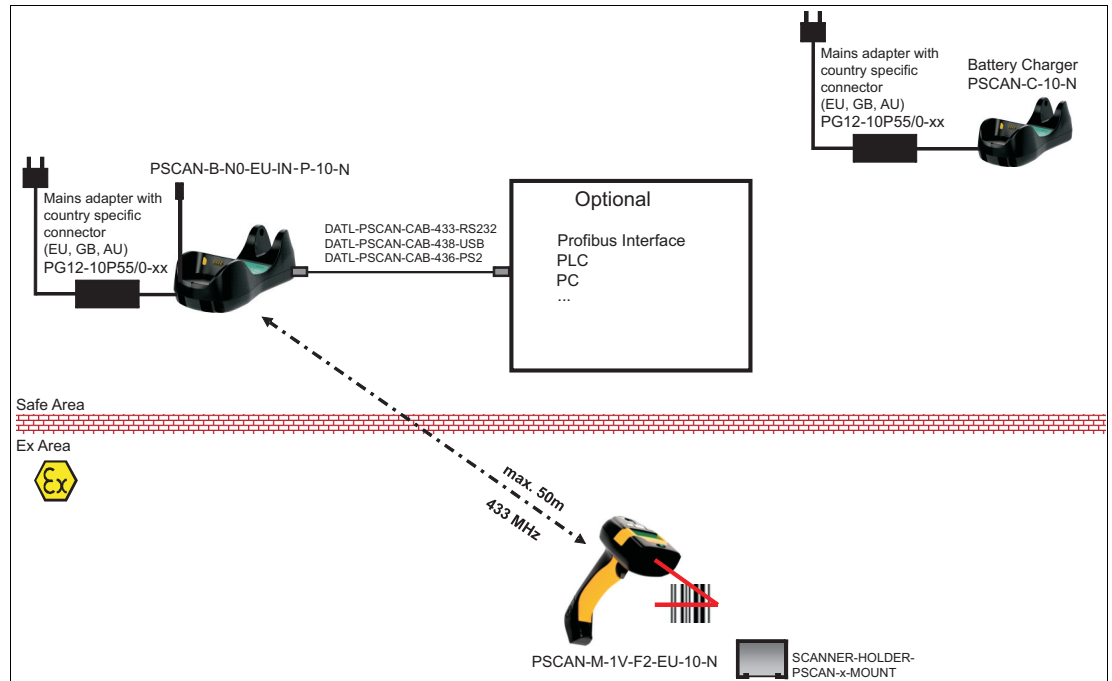 Mains adapter with
country specific
connector
(EU, GB, AU)
PG12-10P55/0-xx
Battery Charger
PSCAN-C-10-N
PSCAN-B-N0-EU-IN-P-10-N
Mains adapter with
country specific
connector
(EU, GB, AU)
PG12-10P55/0-xx
DATL-PSCAN-CAB-433-RS232
DATL-PSCAN-CAB-438-USB
DATL-PSCAN-CAB-436-PS2
Optional
Profibus Interface
PLC
PC
...
Safe Area
Ex Area
Ex
max. 50m
433 MHz
PSCAN-M-1V-F2-EU-10-N
SCANNER-HOLDER-
PSCAN-x-MOUNT